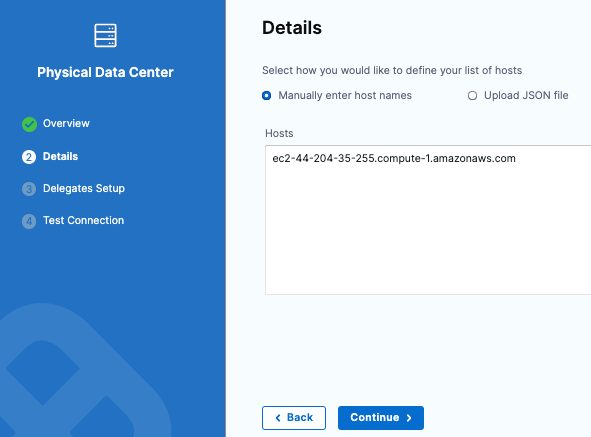 Physical Data Center
Overview
2 Details
3 Delegates Setup
4 Test Connection
Details
Select how you would like to define your list of hosts
Manually enter host names
Upload JSON file
Hosts
ec2-44-204-35-255.compute-1.amazonaws.com
Back
Continue